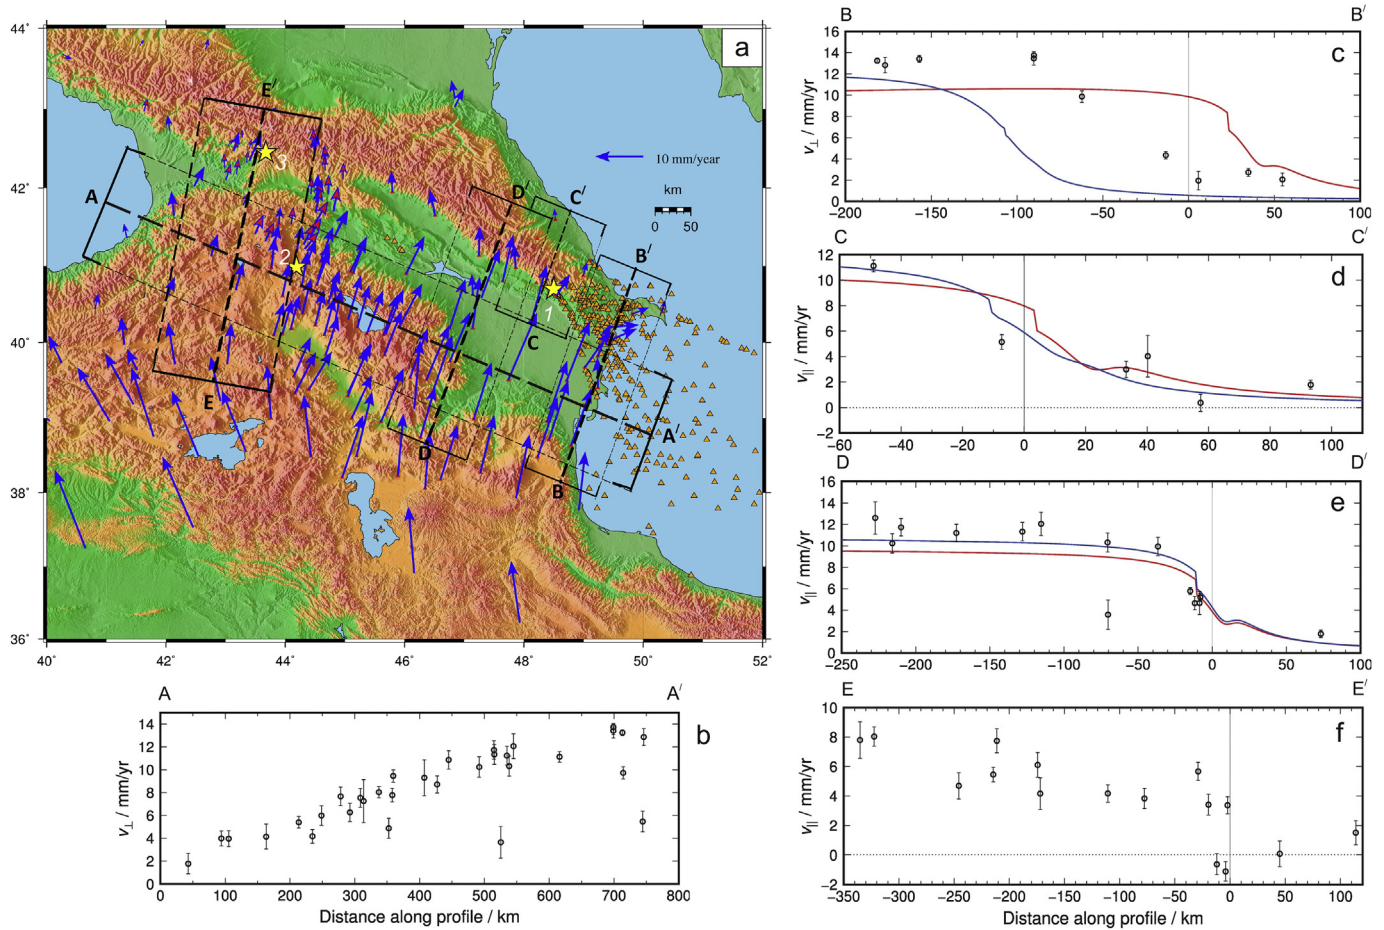 44˚
42˚
40˚
38˚
36˚
40˚
42˚
44˚
46˚
48˚
50˚
52˚
a
10 mm/year
km
0
50
A
A/
B
B/
C
C/
D
D/
E
E/
1
2
3
A
A/
b
14
12
10
8
6
4
2
0
v⊥ / mm/yr
0
100
200
300
400
500
600
700
800
Distance along profile / km
B
B/
c
16
14
12
10
8
6
4
2
0
v⊥ / mm/yr
−200
−150
−100
−50
0
50
100
C
C/
d
12
10
8
6
4
2
0
−2
v|| / mm/yr
−60
−40
−20
0
20
40
60
80
100
D
D/
e
16
14
12
10
8
6
4
2
0
v|| / mm/yr
−250
−200
−150
−100
−50
0
50
100
E
E/
f
10
8
6
4
2
0
−2
v|| / mm/yr
−350
−300
−250
−200
−150
−100
−50
0
50
100
Distance along profile / km